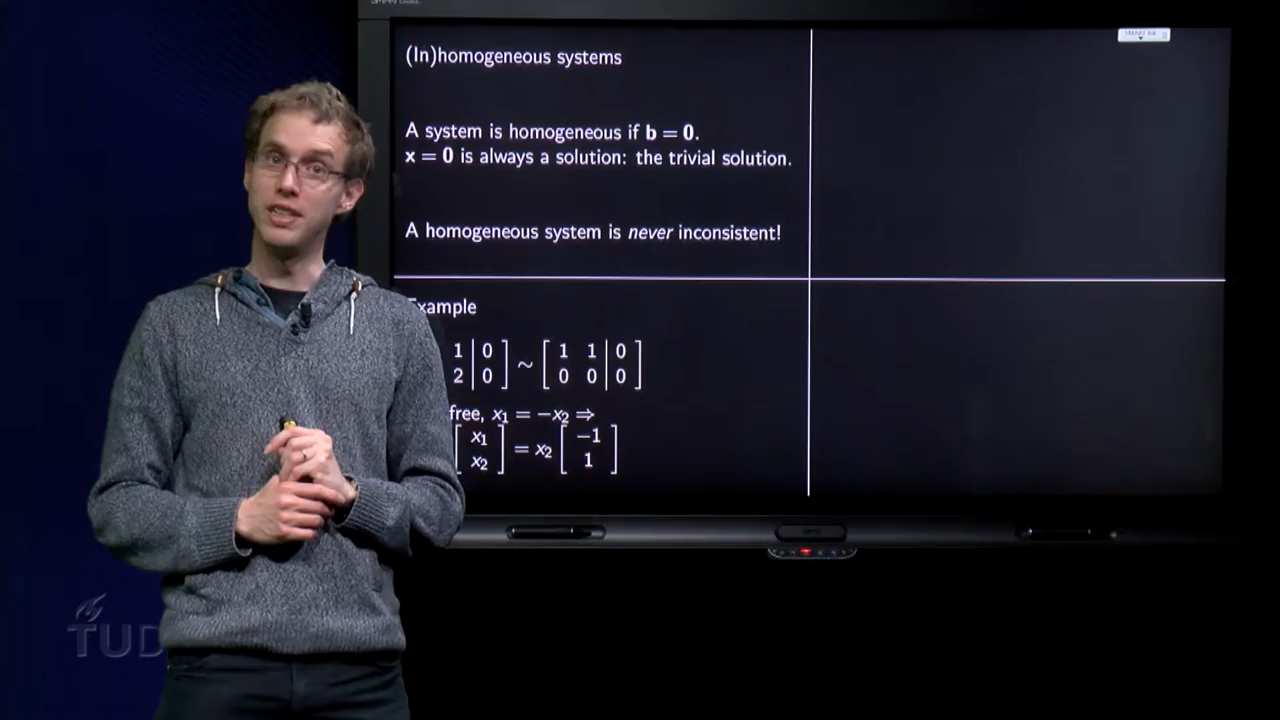 (In)homogeneous systems
A system is homogeneous if b = 0.
x = 0 is always a solution: the trivial solution.
A homogeneous system is never inconsistent!
Example
1 | 0 ] ~ [ 1 1 | 0 ]
2 | 0 ] [ 0 0 | 0 ]
free, x₁ = −x₂ ⇒
[ x₁ ] = x₂ [ −1 ]
[ x₂ ] [ 1 ]
TUD